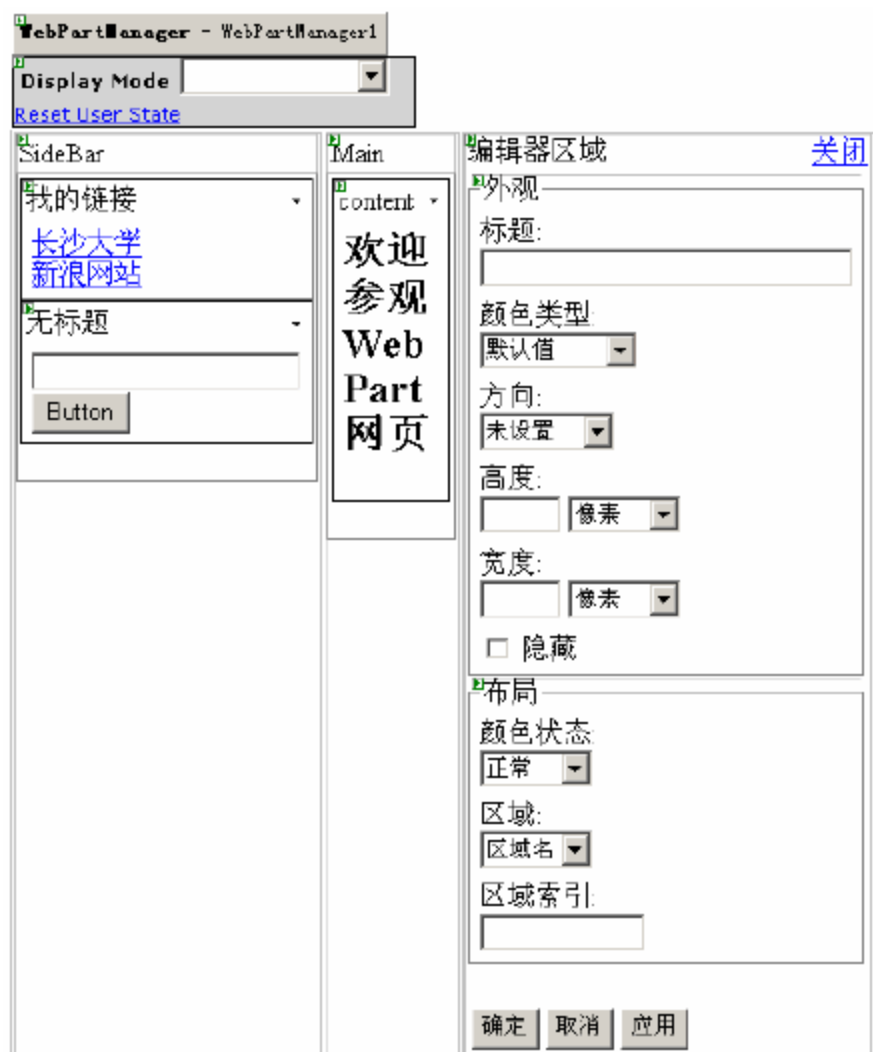 WebPartManager - WebPartManager1
Display Mode
Reset User State
SideBar
我的链接
长沙大学
新浪网站
无标题
Button
Main
content
欢迎
参观
Web
Part
网页
编辑器区域 关闭
外观
标题:
颜色类型:
默认值
方向:
未设置
高度:
像素
宽度:
像素
隐藏
布局
颜色状态:
正常
区域:
区域名
区域索引:
确定 取消 应用